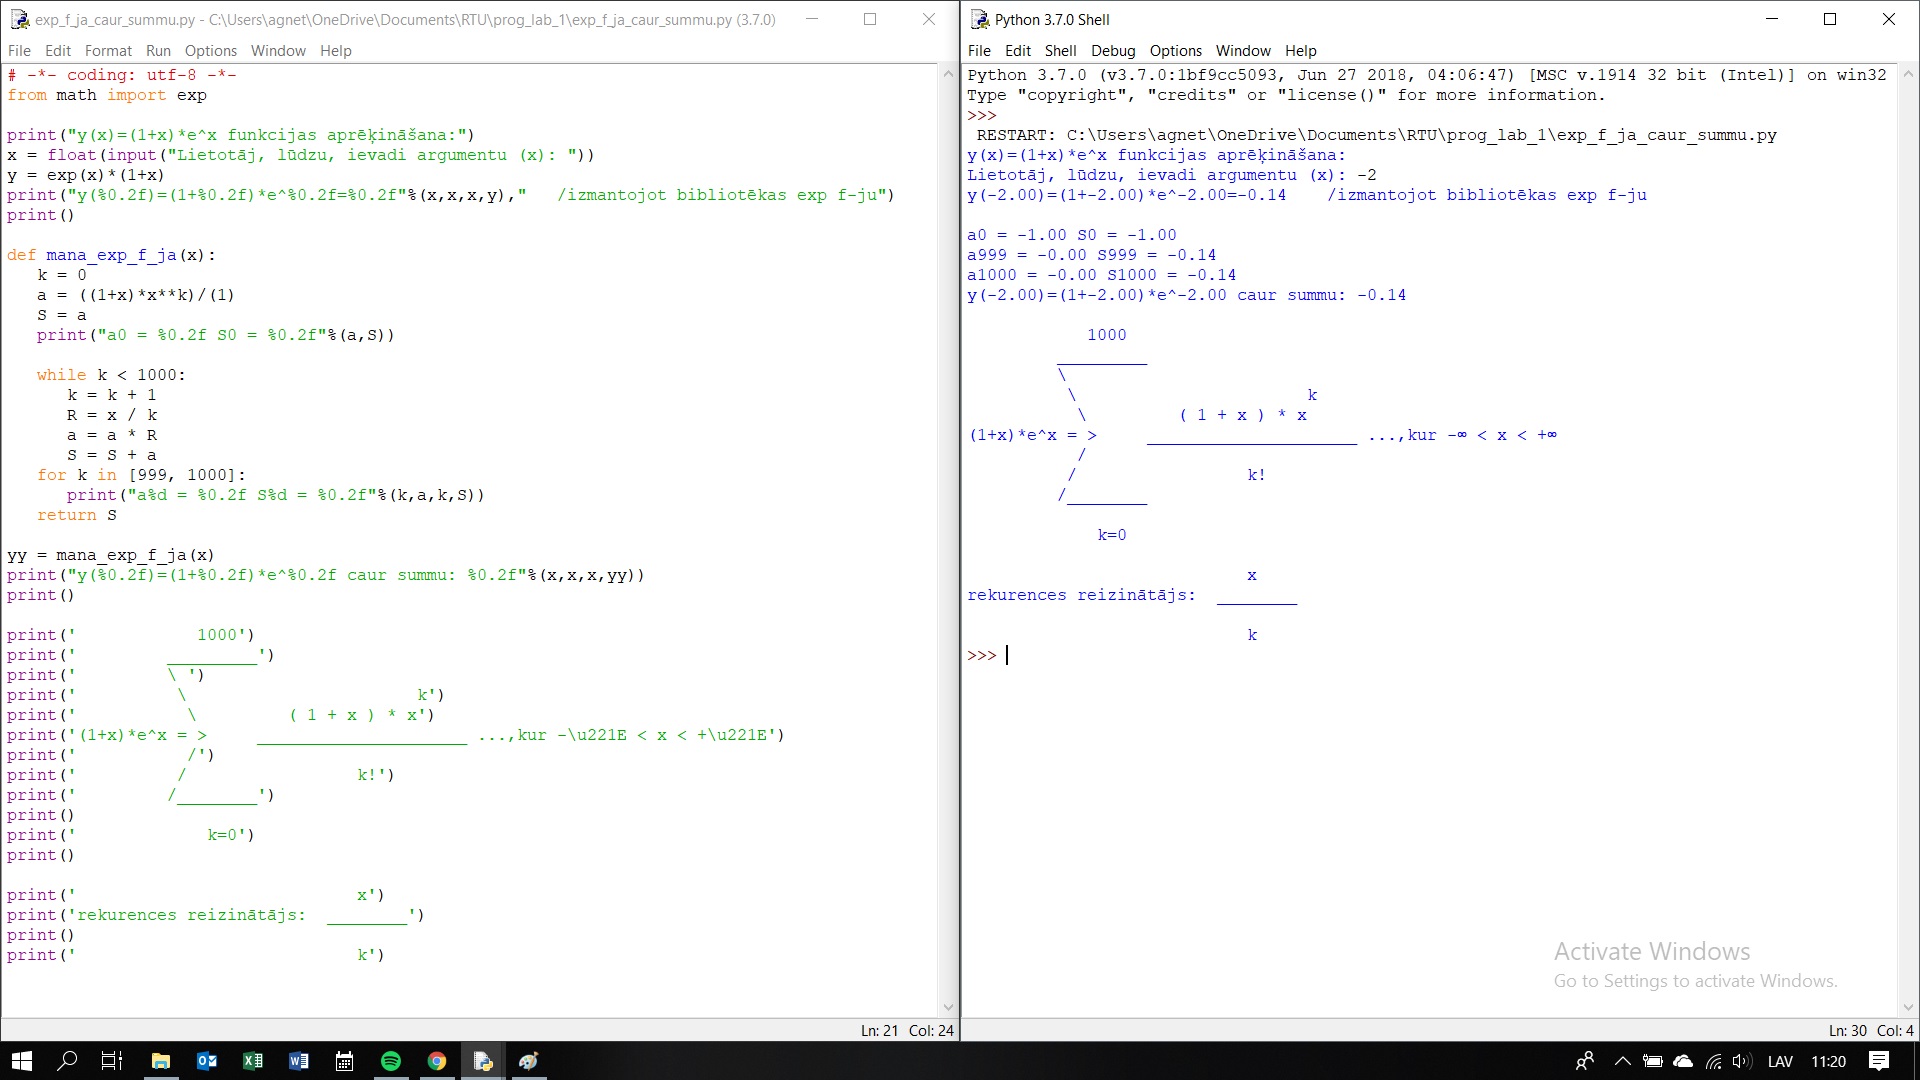 exp_f_ja_caur_summu.py - C:\Users\agnet\OneDrive\Documents\RTU\prog_lab_1\exp_f_ja_caur_summu.py (3.7.0)
File Edit Format Run Options Window Help
# -*- coding: utf-8 -*-
from math import exp
print("y(x)=(1+x)*e^x funkcijas aprēķināšana:")
x = float(input("Lietotāj, lūdzu, ievadi argumentu (x): "))
y = exp(x)*(1+x)
print("y(%0.2f)=(1+%0.2f)*e^%0.2f=%0.2f"%(x,x,x,y),"   /izmantojot bibliotēkas exp f-ju")
print()
def mana_exp_f_ja(x):
   k = 0
   a = ((1+x)*x**k)/(1)
   S = a
   print("a0 = %0.2f S0 = %0.2f"%(a,S))
   while k < 1000:
      k = k + 1
      R = x / k
      a = a * R
      S = S + a
   for k in [999, 1000]:
      print("a%d = %0.2f S%d = %0.2f"%(k,a,k,S))
   return S
yy = mana_exp_f_ja(x)
print("y(%0.2f)=(1+%0.2f)*e^%0.2f caur summu: %0.2f"%(x,x,x,yy))
print()
print('            1000')
print('         _________')
print('         \ ')
print('          \                       k')
print('           \         ( 1 + x ) * x')
print('(1+x)*e^x = >     _____________________ ...,kur -\u221E < x < +\u221E')
print('           /')
print('          /                 k!')
print('         /________')
print()
print('             k=0')
print()
print('                            x')
print('rekurences reizinātājs:  ________')
print()
print('                            k')
Ln: 21 Col: 24
Python 3.7.0 Shell
File Edit Shell Debug Options Window Help
Python 3.7.0 (v3.7.0:1bf9cc5093, Jun 27 2018, 04:06:47) [MSC v.1914 32 bit (Intel)] on win32
Type "copyright", "credits" or "license()" for more information.
>>>
 RESTART: C:\Users\agnet\OneDrive\Documents\RTU\prog_lab_1\exp_f_ja_caur_summu.py
y(x)=(1+x)*e^x funkcijas aprēķināšana:
Lietotāj, lūdzu, ievadi argumentu (x): -2
y(-2.00)=(1+-2.00)*e^-2.00=-0.14    /izmantojot bibliotēkas exp f-ju
a0 = -1.00 S0 = -1.00
a999 = -0.00 S999 = -0.14
a1000 = -0.00 S1000 = -0.14
y(-2.00)=(1+-2.00)*e^-2.00 caur summu: -0.14
            1000
         _________
         \
          \                       k
           \         ( 1 + x ) * x
(1+x)*e^x = >     _____________________ ...,kur -∞ < x < +∞
           /
          /                 k!
         /________
             k=0
                            x
rekurences reizinātājs:  ________
                            k
>>>
Activate Windows
Go to Settings to activate Windows.
Ln: 30 Col: 4
LAV 11:20